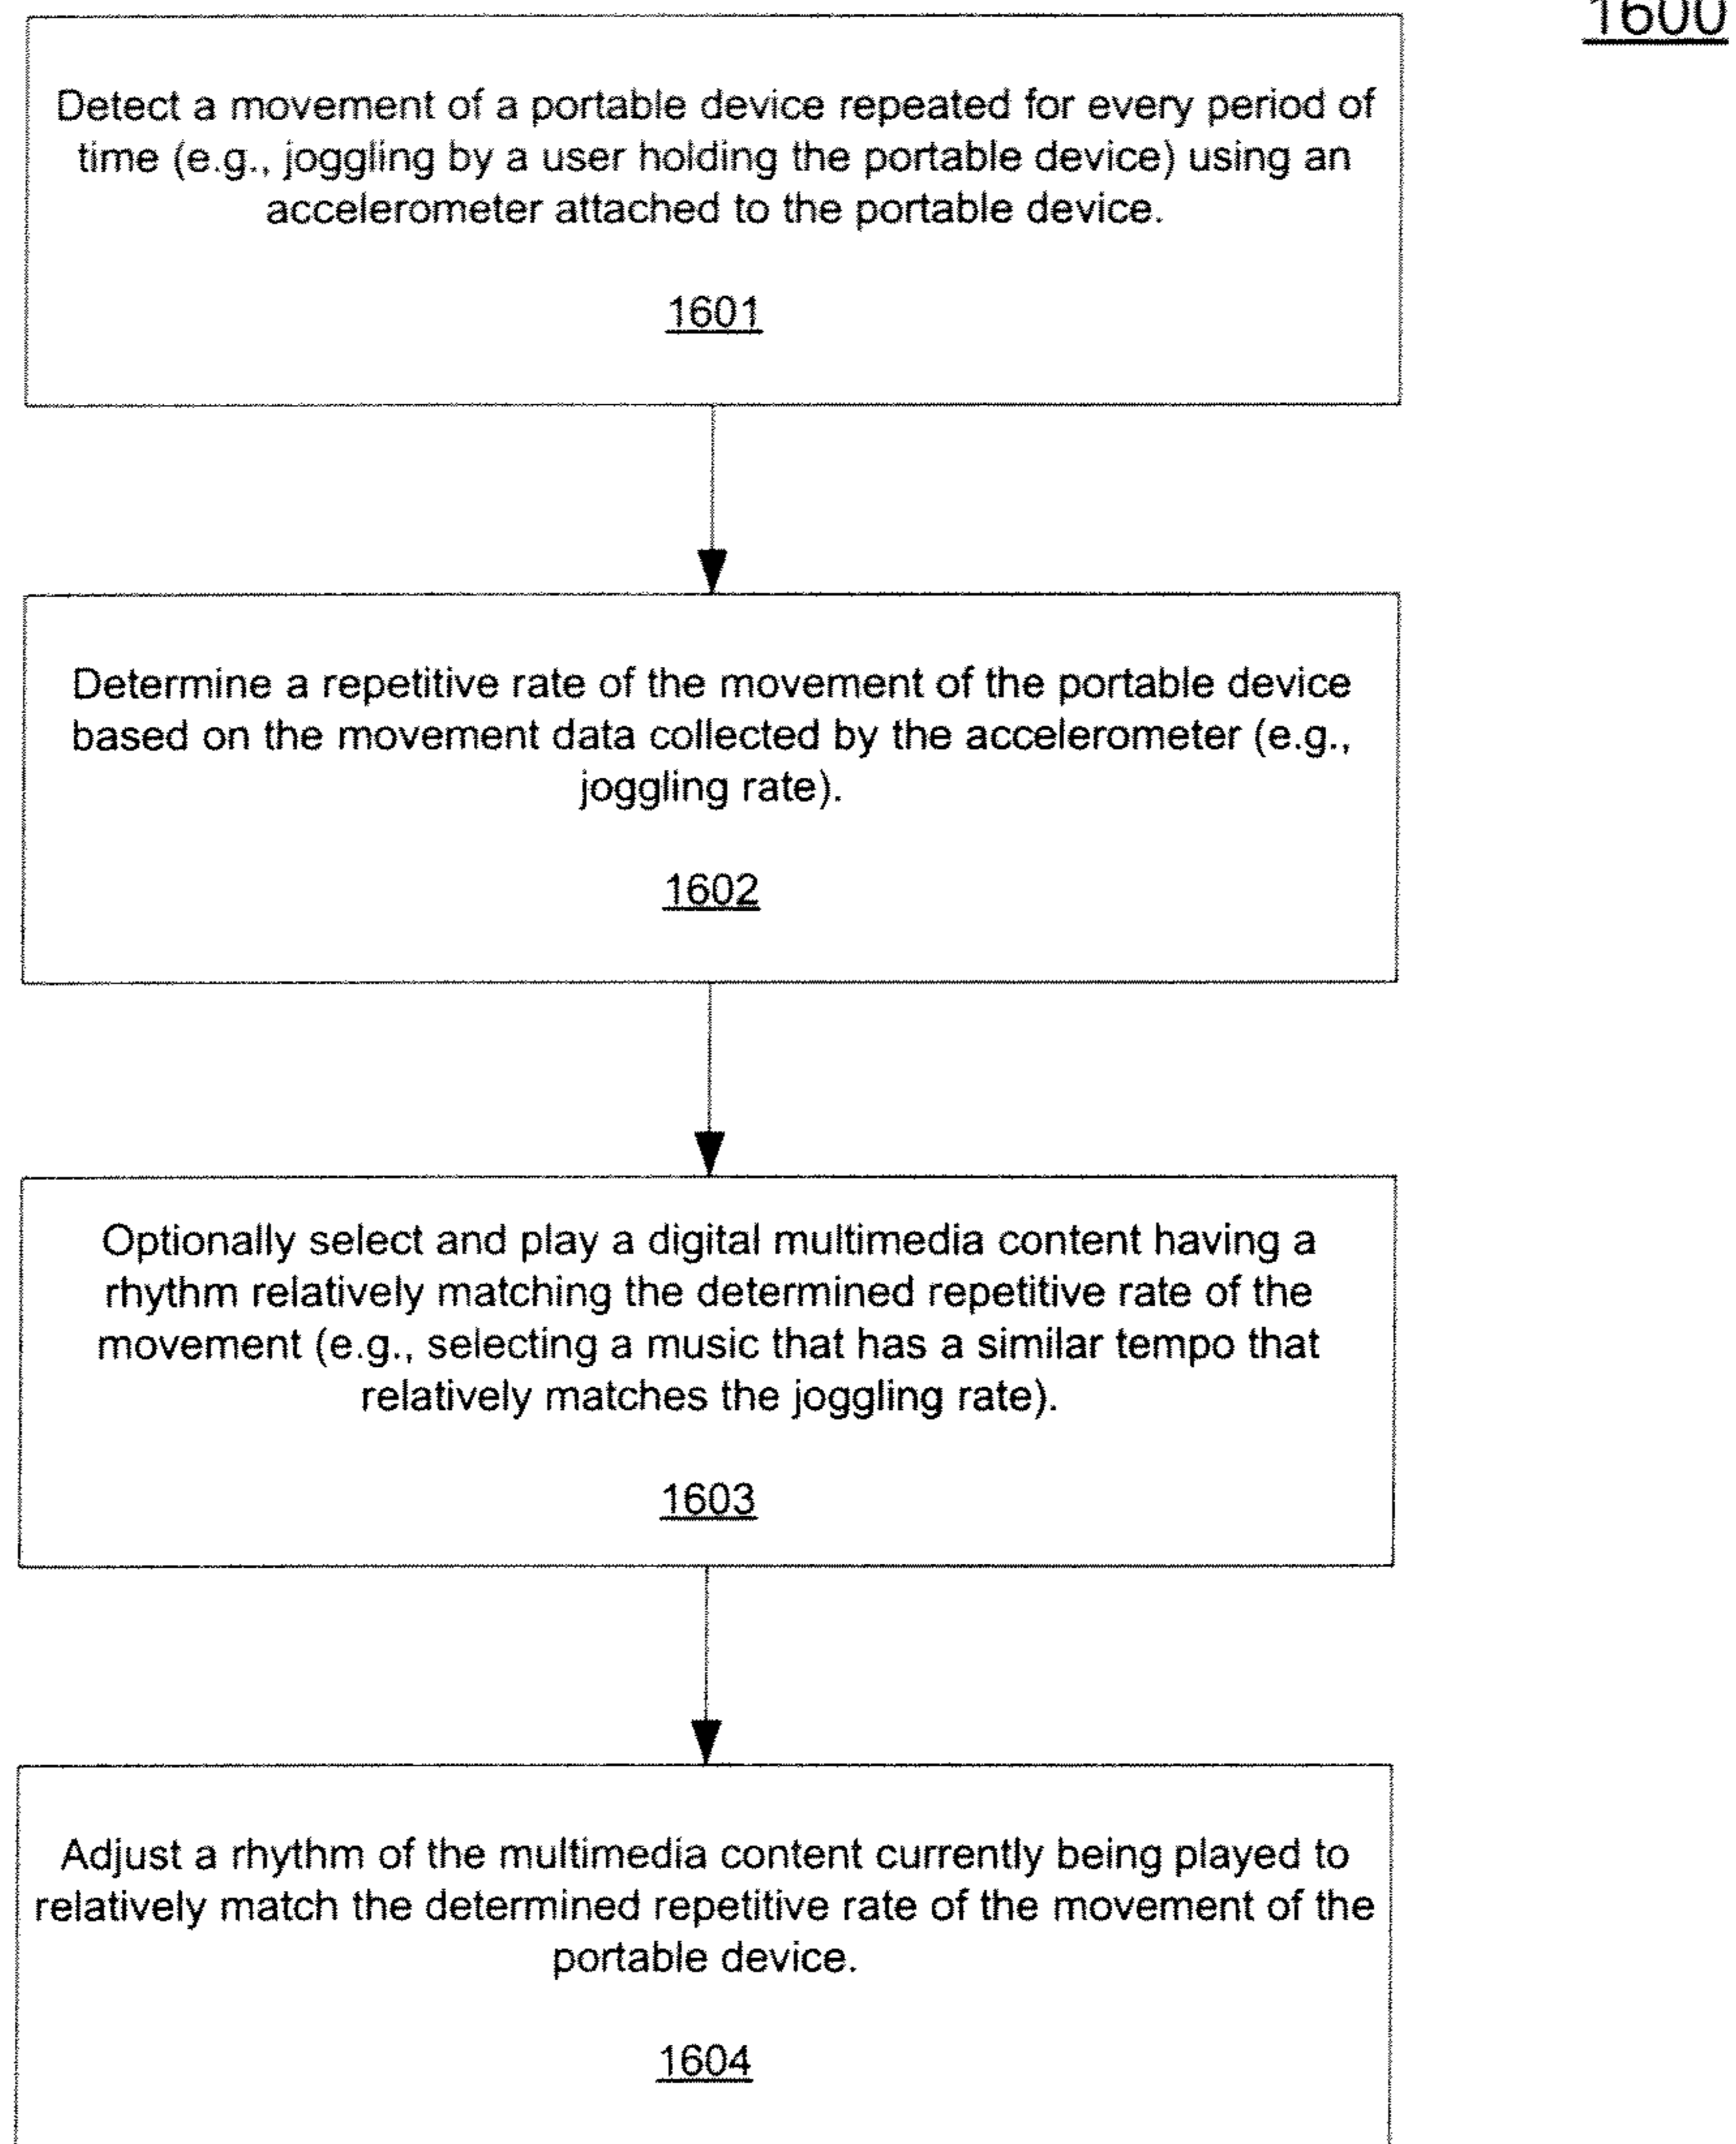 1600
Detect a movement of a portable device repeated for every period of
time (e.g., joggling by a user holding the portable device) using an
accelerometer attached to the portable device.
1601
Determine a repetitive rate of the movement of the portable device
based on the movement data collected by the accelerometer (e.g.,
joggling rate).
1602
Optionally select and play a digital multimedia content having a
rhythm relatively matching the determined repetitive rate of the
movement (e.g., selecting a music that has a similar tempo that
relatively matches the joggling rate).
1603
Adjust a rhythm of the multimedia content currently being played to
relatively match the determined repetitive rate of the movement of the
portable device.
1604